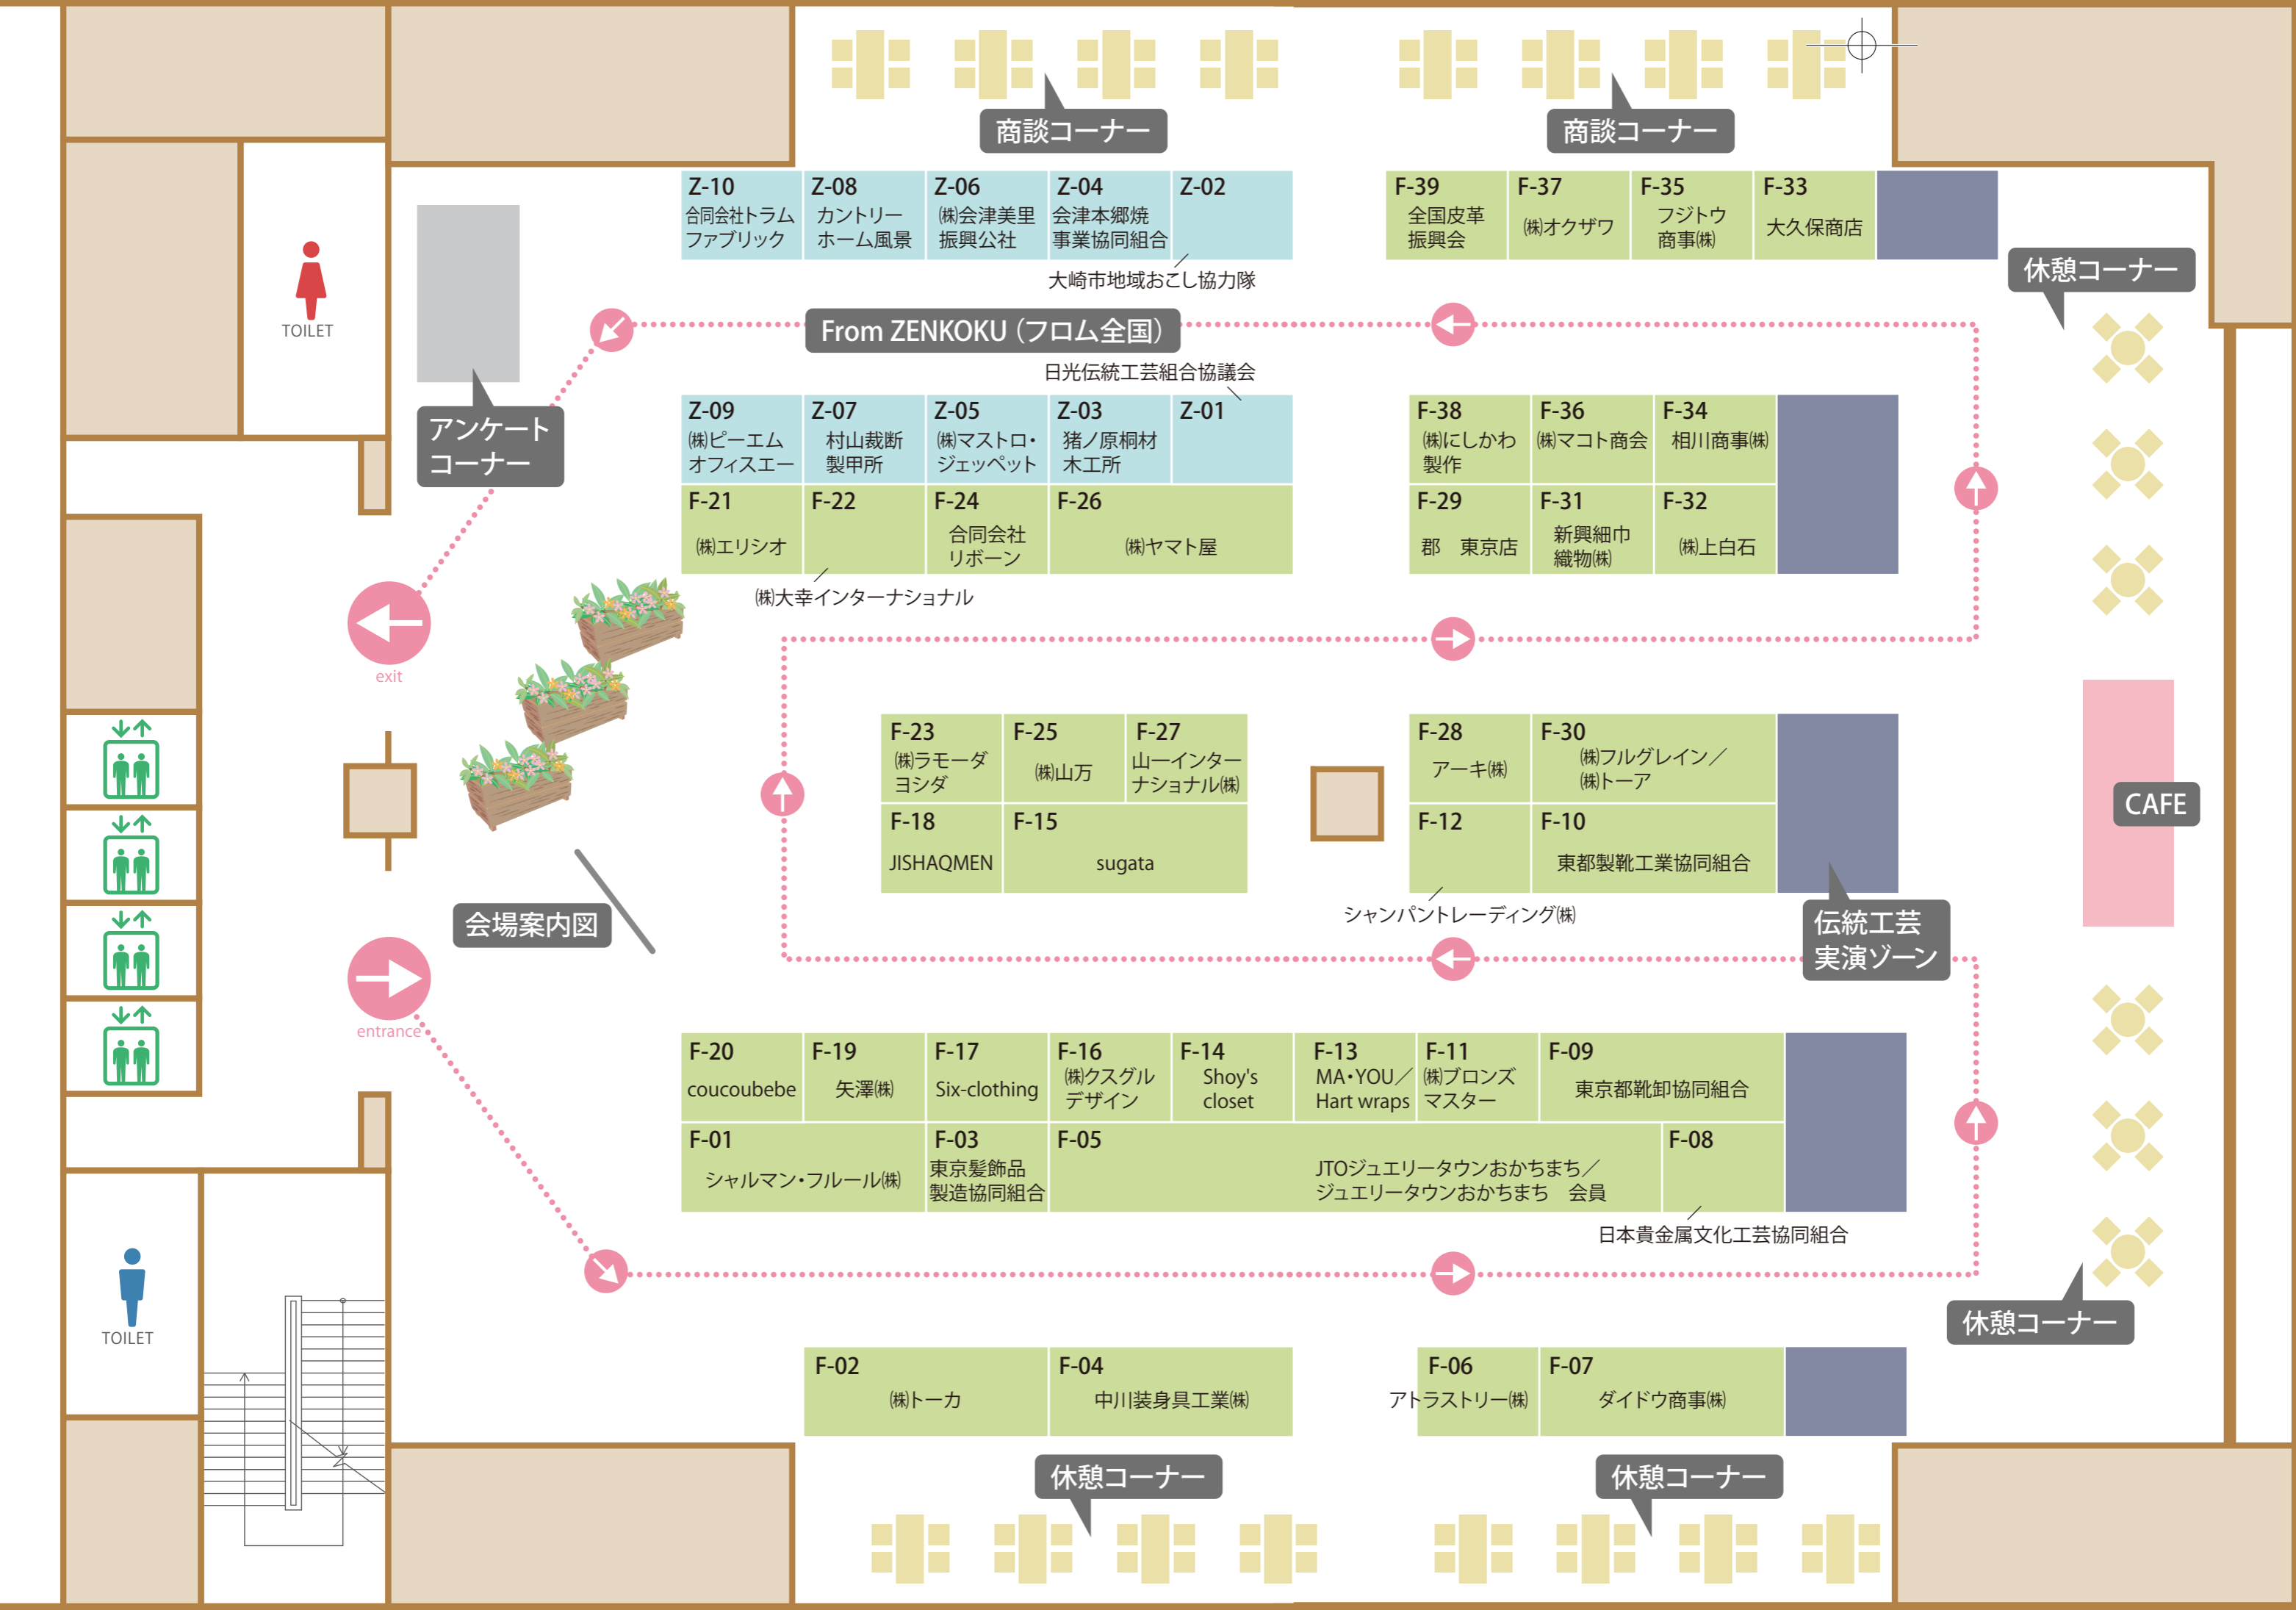 商談コーナー
商談コーナー
Z-10
合同会社トラム
ファブリック
Z-08
カントリー
ホーム風景
Z-06
㈱会津美里
振興公社
Z-04
会津本郷焼
事業協同組合
Z-02
大崎市地域おこし協力隊
F-39
全国皮革
振興会
F-37
㈱オクザワ
F-35
フジトウ
商事㈱
F-33
大久保商店
休憩コーナー
TOILET
From ZENKOKU（フロム全国）
日光伝統工芸組合協議会
アンケート
コーナー
Z-09
㈱ピーエム
オフィスエー
Z-07
村山裁断
製甲所
Z-05
㈱マストロ・
ジェッペット
Z-03
猪ノ原桐材
木工所
Z-01
F-38
㈱にしかわ
製作
F-36
㈱マコト商会
F-34
相川商事㈱
F-21
㈱エリシオ
F-22
㈱大幸インターナショナル
F-24
合同会社
リボーン
F-26
㈱ヤマト屋
F-29
郡　東京店
F-31
新興細巾
織物㈱
F-32
㈱上白石
exit
F-23
㈱ラモーダ
ヨシダ
F-25
㈱山万
F-27
山一インター
ナショナル㈱
F-28
アーキ㈱
F-30
㈱フルグレイン／
㈱トーア
CAFE
F-18
JISHAQMEN
F-15
sugata
F-12
シャンパントレーディング㈱
F-10
東都製靴工業協同組合
会場案内図
伝統工芸
実演ゾーン
entrance
F-20
coucoubebe
F-19
矢澤㈱
F-17
Six-clothing
F-16
㈱クスグル
デザイン
F-14
Shoy's
closet
F-13
MA・YOU／
Hart wraps
F-11
㈱ブロンズ
マスター
F-09
東京都靴卸協同組合
F-01
シャルマン・フルール㈱
F-03
東京髪飾品
製造協同組合
F-05
JTOジュエリータウンおかちまち／
ジュエリータウンおかちまち　会員
F-08
日本貴金属文化工芸協同組合
TOILET
休憩コーナー
F-02
㈱トーカ
F-04
中川装身具工業㈱
F-06
アトラストリー㈱
F-07
ダイドウ商事㈱
休憩コーナー
休憩コーナー